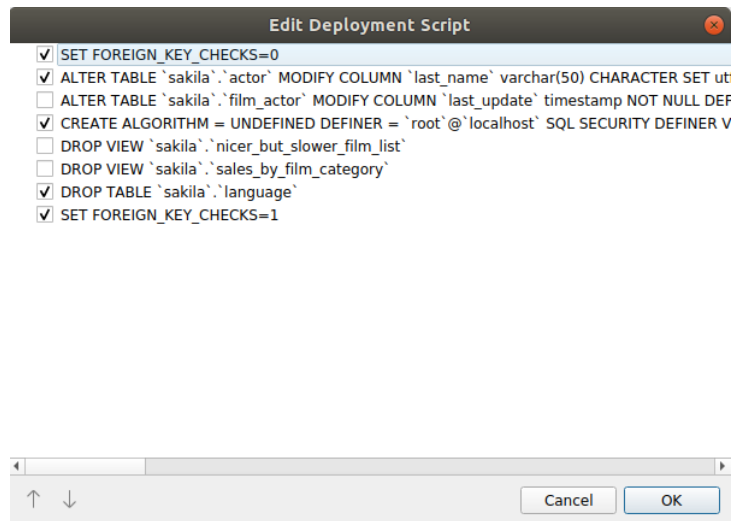 Edit Deployment Script
SET FOREIGN_KEY_CHECKS=0
ALTER TABLE `sakila`.`actor` MODIFY COLUMN `last_name` varchar(50) CHARACTER SET ut
ALTER TABLE `sakila`.`film_actor` MODIFY COLUMN `last_update` timestamp NOT NULL DEF
CREATE ALGORITHM = UNDEFINED DEFINER = `root`@`localhost` SQL SECURITY DEFINER V
DROP VIEW `sakila`.`nicer_but_slower_film_list`
DROP VIEW `sakila`.`sales_by_film_category`
DROP TABLE `sakila`.`language`
SET FOREIGN_KEY_CHECKS=1
Cancel OK